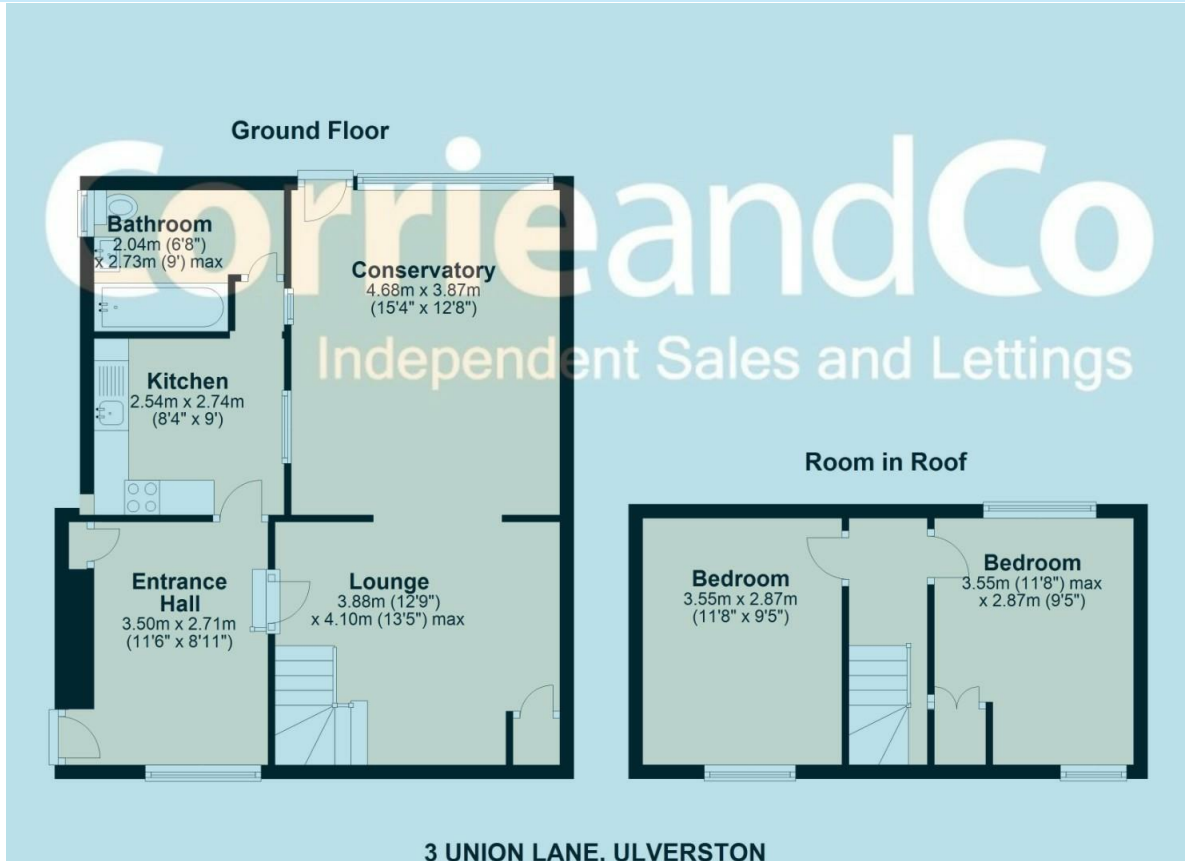 Ground Floor
CorrieandCo
Independent Sales and Lettings
Bathroom
2.04m (6'8")
x 2.73m (9') max
Conservatory
4.68m x 3.87m
(15'4" x 12'8")
Kitchen
2.54m x 2.74m
(8'4" x 9')
Entrance
Hall
3.50m x 2.71m
(11'6" x 8'11")
Lounge
3.88m (12'9")
x 4.10m (13'5") max
Room in Roof
Bedroom
3.55m x 2.87m
(11'8" x 9'5")
Bedroom
3.55m (11'8") max
x 2.87m (9'5")
3 UNION LANE, ULVERSTON